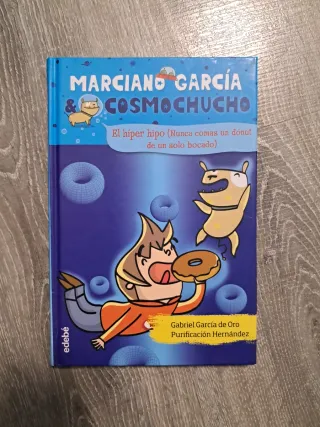 MARCIANO GARCÍA
& COSMOCHUCHO
El híper hipo (Nunca comas un dónut
de un solo bocado)
Gabriel García de Oro
Purificación Hernández
edebé